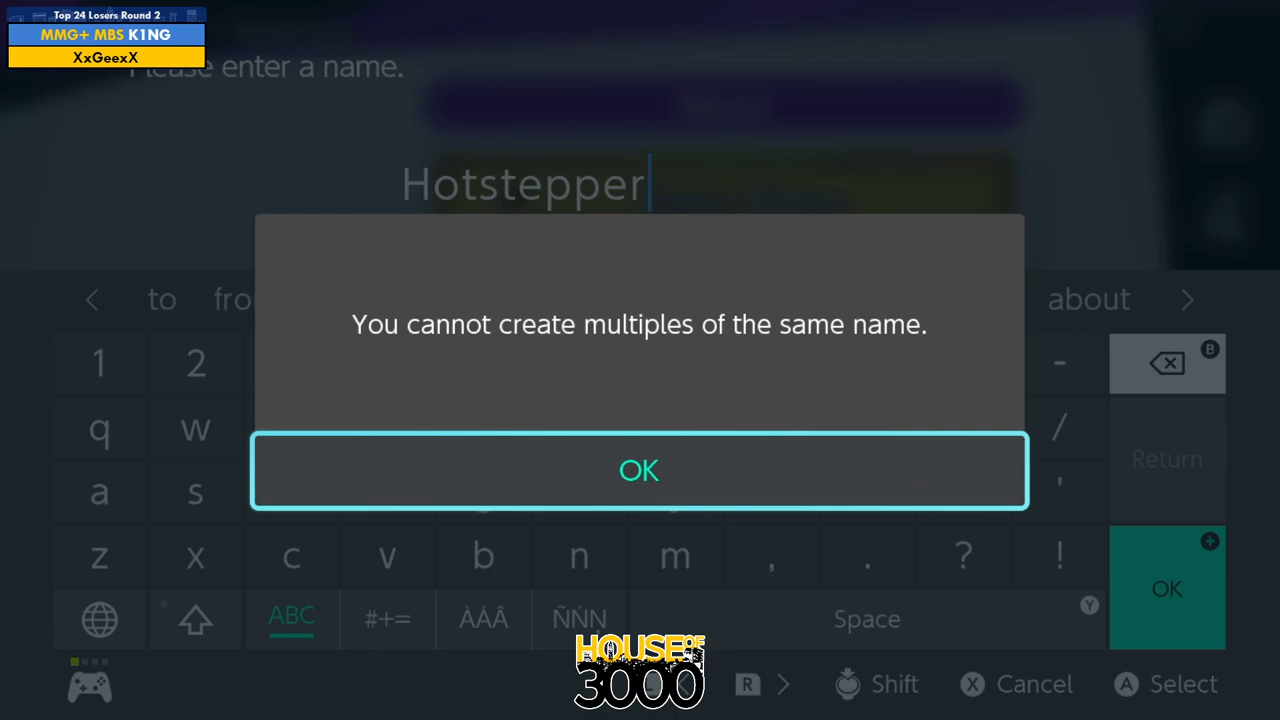 Top 24 Losers Round 2
MMG+ MBS K1NG
XxGeexX
Please enter a name.
Hotstepper
You cannot create multiples of the same name.
OK
< to about >
1 2 - B
q w / Return
a s '
z x c v b n m , . ? ! +
OK
ABC #+= ÀÁÂ Space Y
HOUSE OF
3000
R > Shift X Cancel A Select